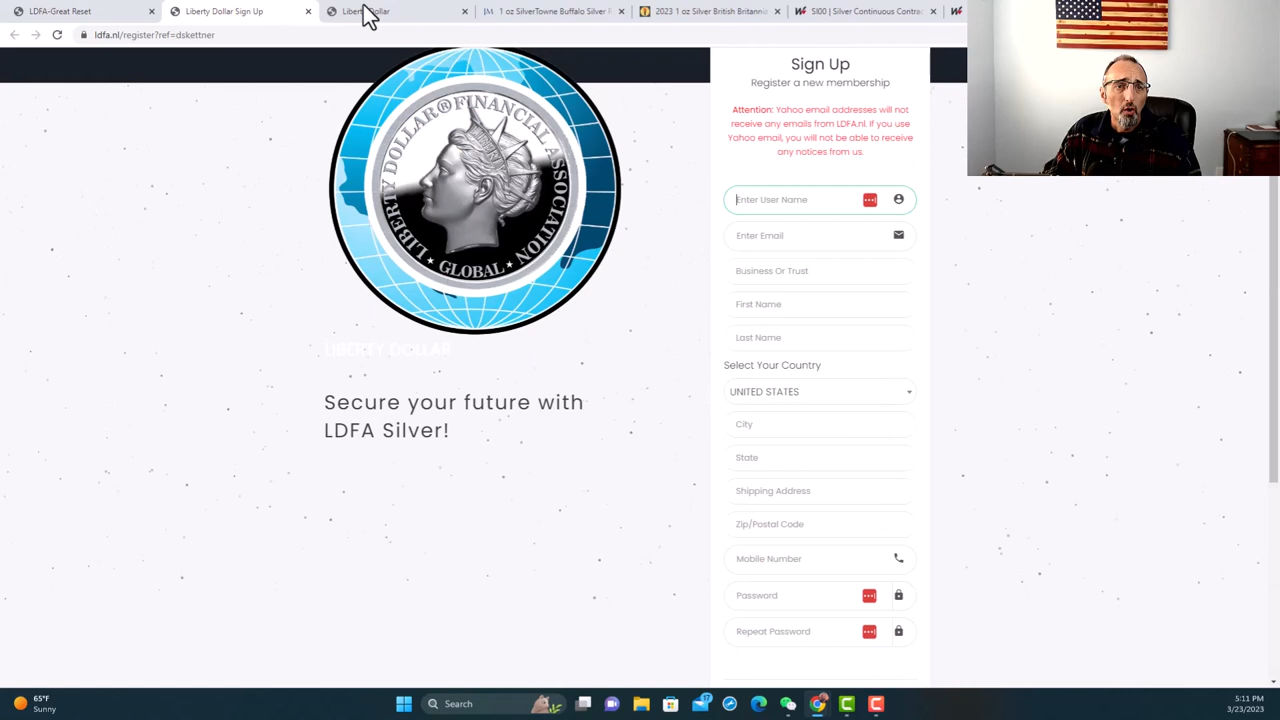 LDFA-Great Reset
Liberty Dollar Sign Up
1 oz SilverTowne Buffalo Silver R
2023 1 oz Silver British Britanni
SI00 | Silver Continuous Contrac
ldfa.nl/register?ref=dskettner
LIBERTY DOLLAR®FINANCIAL ASSOCIATION
GLOBAL
LIBERTY DOLLAR
Secure your future with
LDFA Silver!
Sign Up
Register a new membership
Attention: Yahoo email addresses will not
receive any emails from LDFA.nl. If you use
Yahoo email, you will not be able to receive
any notices from us.
Enter User Name
Enter Email
Business Or Trust
First Name
Last Name
Select Your Country
UNITED STATES
City
State
Shipping Address
Zip/Postal Code
Mobile Number
Password
Repeat Password
65°F
Sunny
Search
17
5:11 PM
3/23/2023